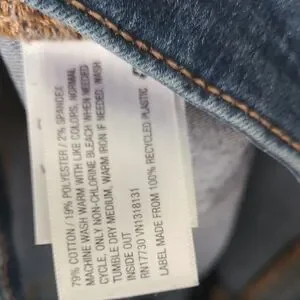 79% COTTON / 19% POLYESTER / 2% SPANDEX
MACHINE WASH WARM WITH LIKE COLORS, NORMAL
CYCLE, ONLY NON-CHLORINE BLEACH WHEN NEEDED
TUMBLE DRY MEDIUM, WARM IRON IF NEEDED, WASH
INSIDE OUT
RN17730 VN1318131
LABEL MADE FROM 100% RECYCLED PLASTIC